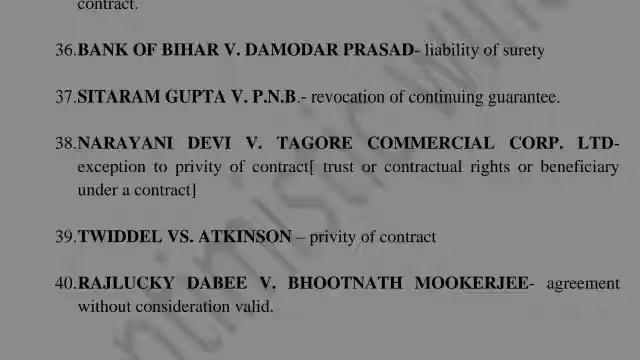 contract.
36.BANK OF BIHAR V. DAMODAR PRASAD- liability of surety
37.SITARAM GUPTA V. P.N.B.- revocation of continuing guarantee.
38.NARAYANI DEVI V. TAGORE COMMERCIAL CORP. LTD-
exception to privity of contract[ trust or contractual rights or beneficiary
under a contract]
39.TWIDDEL VS. ATKINSON – privity of contract
40.RAJLUCKY DABEE V. BHOOTNATH MOOKERJEE- agreement
without consideration valid.